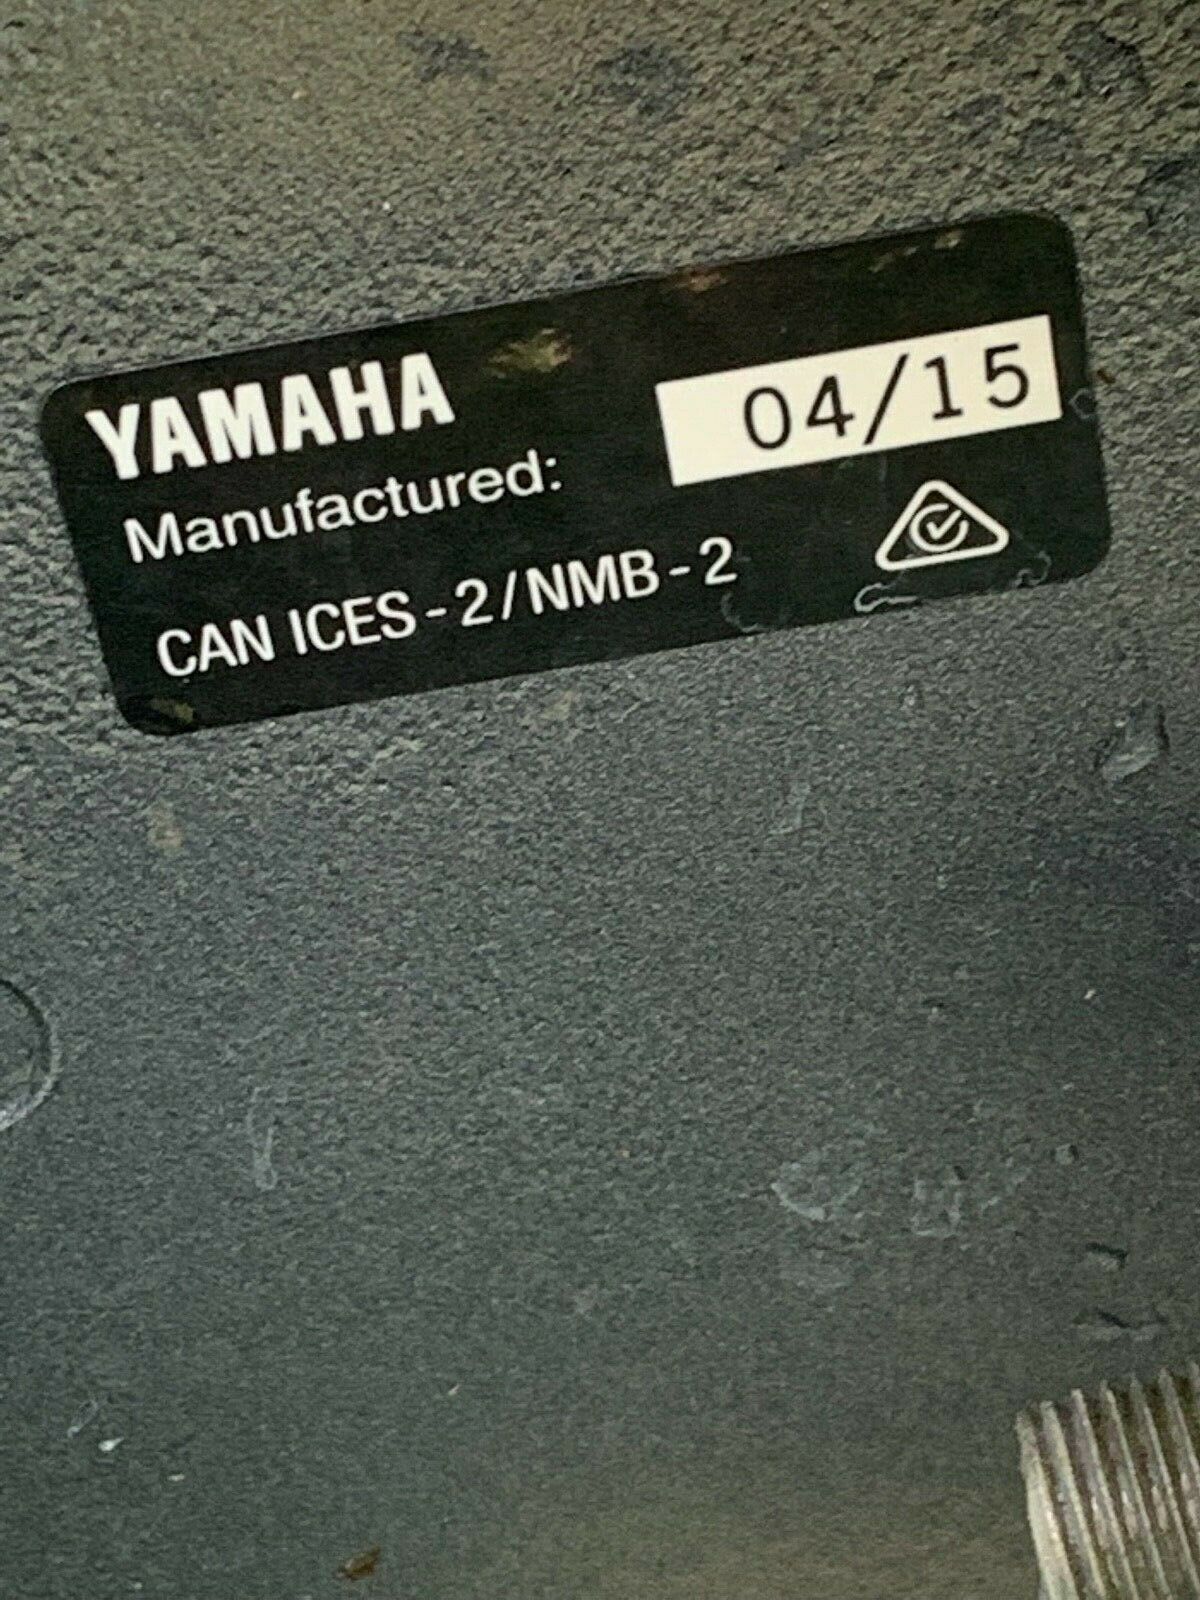 YAMAHA
Manufactured: 04/15
CAN ICES-2/NMB-2